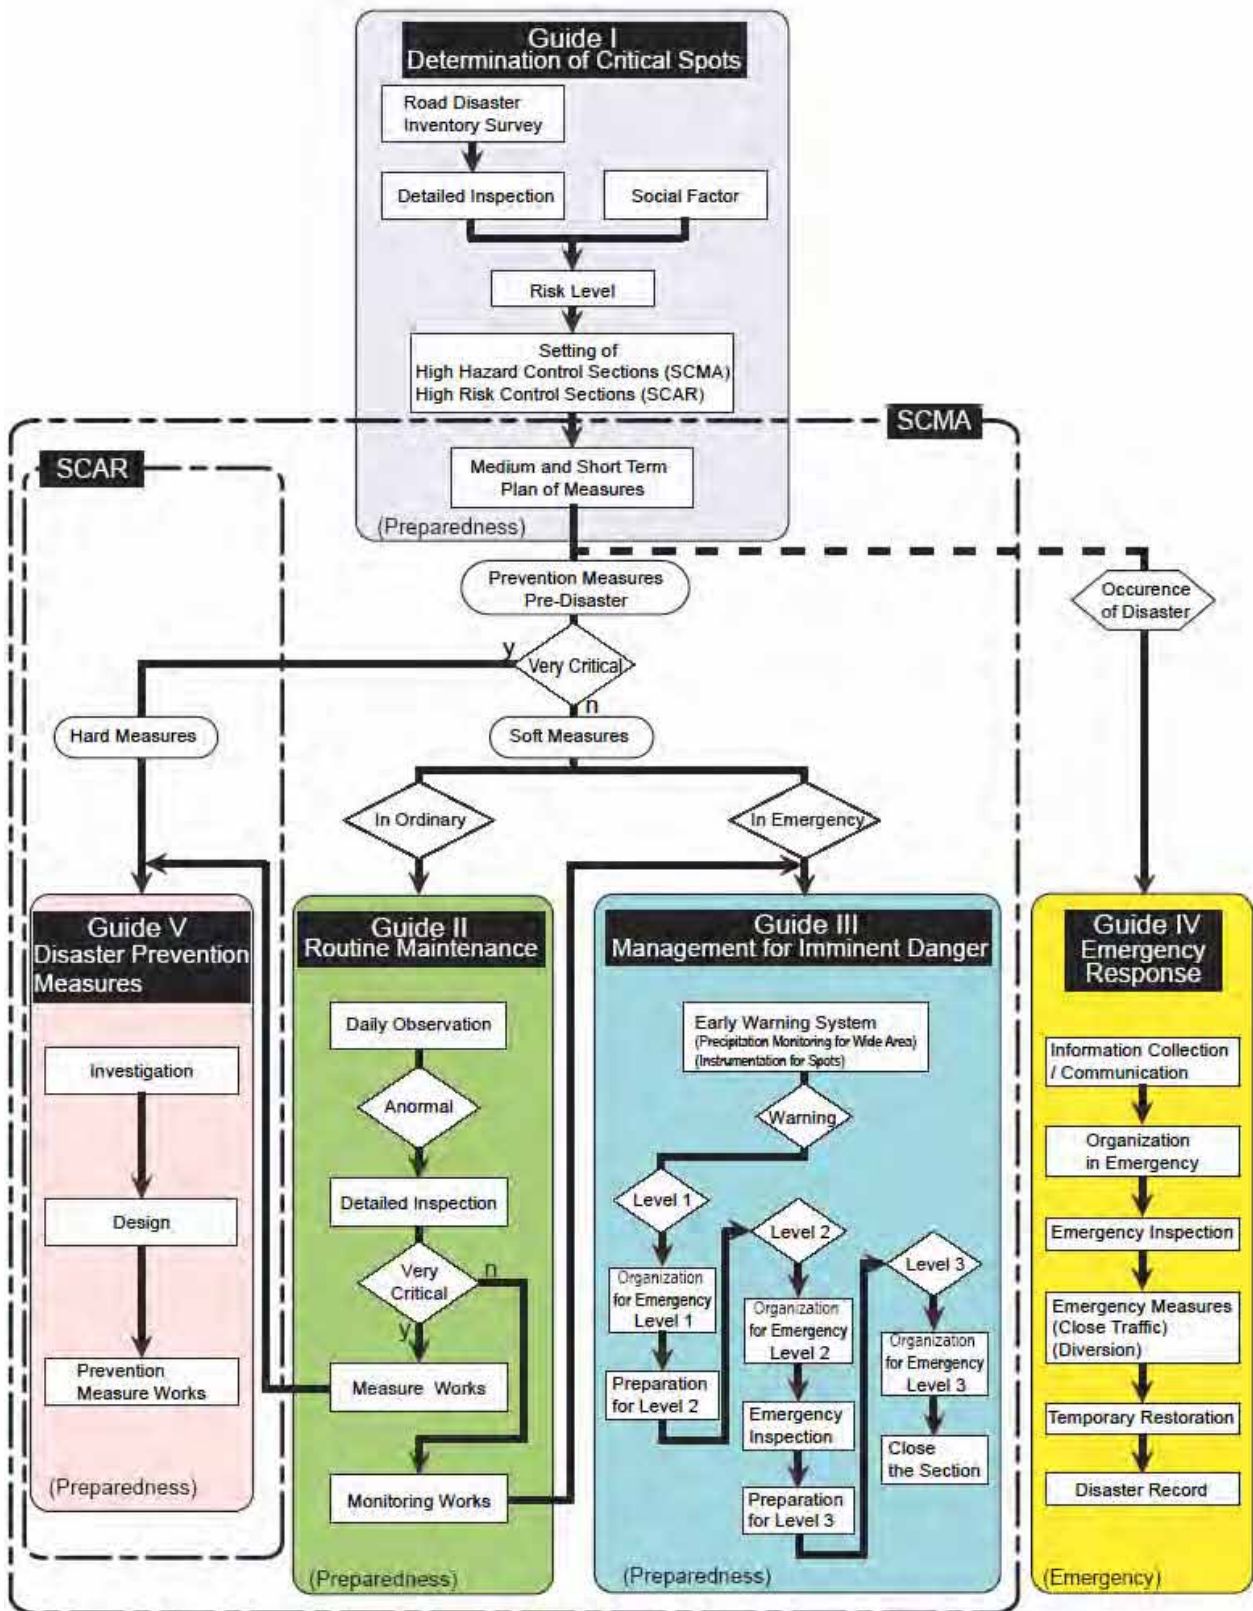 Guide I
Determination of Critical Spots
Road Disaster
Inventory Survey
Detailed Inspection
Social Factor
Risk Level
Setting of
High Hazard Control Sections (SCMA)
High Risk Control Sections (SCAR)
SCMA
SCAR
Medium and Short Term
Plan of Measures
(Preparedness)
Prevention Measures
Pre-Disaster
Occurence
of Disaster
y
Very Critical
n
Hard Measures
Soft Measures
In Ordinary
In Emergency
Guide V
Disaster Prevention
Measures
Investigation
Design
Prevention
Measure Works
(Preparedness)
Guide II
Routine Maintenance
Daily Observation
Anormal
Detailed Inspection
Very
Critical
n
y
Measure Works
Monitoring Works
(Preparedness)
Guide III
Management for Imminent Danger
Early Warning System
(Precipitation Monitoring for Wide Area)
(Instrumentation for Spots)
Warning
Level 1
Organization
for Emergency
Level 1
Preparation
for Level 2
Level 2
Organization
for Emergency
Level 2
Emergency
Inspection
Preparation
for Level 3
Level 3
Organization
for Emergency
Level 3
Close
the Section
(Preparedness)
Guide IV
Emergency
Response
Information Collection
/ Communication
Organization
in Emergency
Emergency Inspection
Emergency Measures
(Close Traffic)
(Diversion)
Temporary Restoration
Disaster Record
(Emergency)